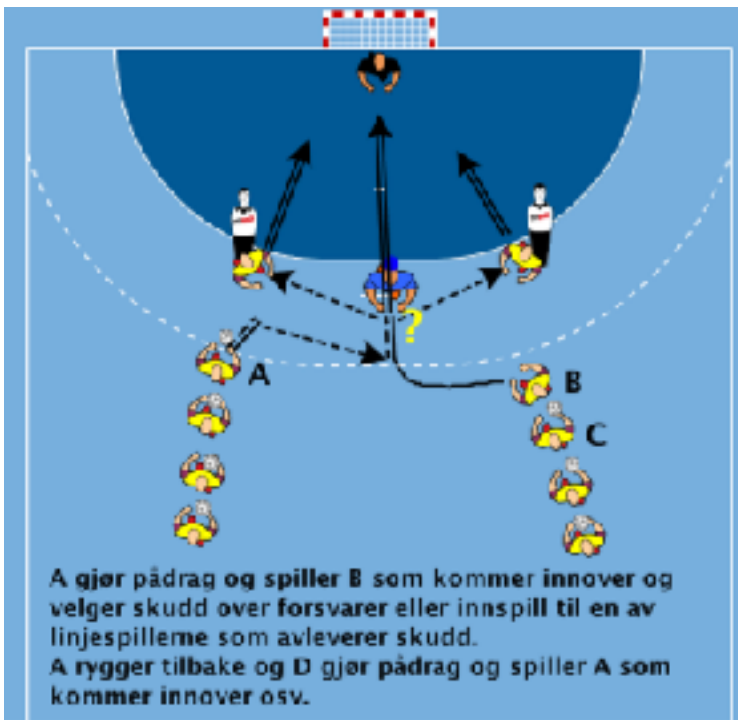 ?
A
B
C
A gjør pådrag og spiller B som kommer innover og
velger skudd over forsvarer eller innspill til en av
linjespillerne som avleverer skudd.
A rygger tilbake og D gjør pådrag og spiller A som
kommer innover osv.